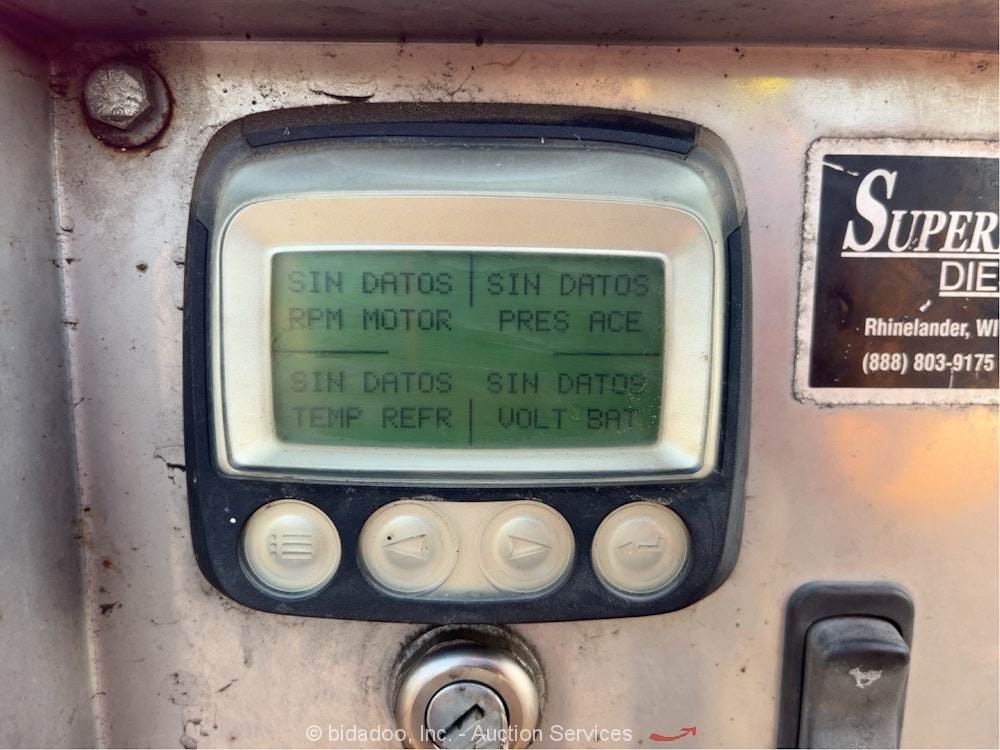 SIN DATOS SIN DATOS
RPM MOTOR PRES ACE
SIN DATOS SIN DATOS
TEMP REFR VOLT BAT
SUPER
DIE
Rhinelander, WI
(888) 803-9175
© bidadoo, Inc. - Auction Services